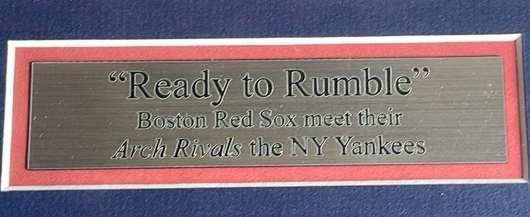 “Ready to Rumble”
Boston Red Sox meet their
Arch Rivals the NY Yankees